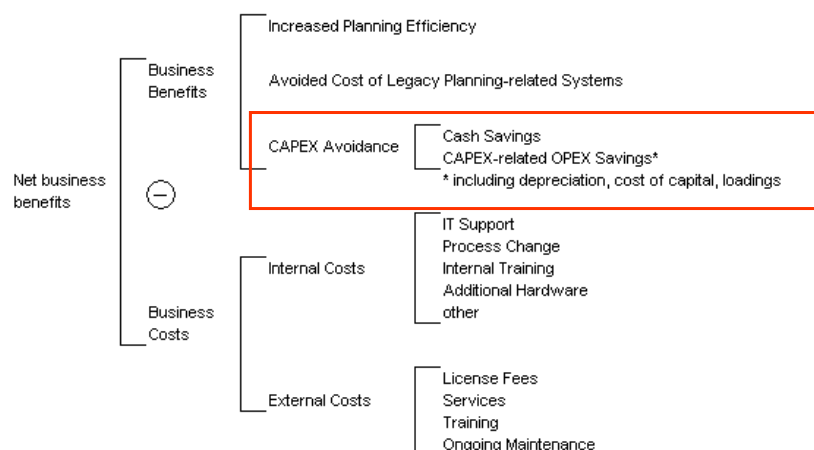 Increased Planning Efficiency
Business
Benefits
Avoided Cost of Legacy Planning-related Systems
CAPEX Avoidance
Cash Savings
CAPEX-related OPEX Savings*
* including depreciation, cost of capital, loadings
Net business
benefits
−
IT Support
Process Change
Internal Costs
Internal Training
Additional Hardware
other
Business
Costs
External Costs
License Fees
Services
Training
Ongoing Maintenance